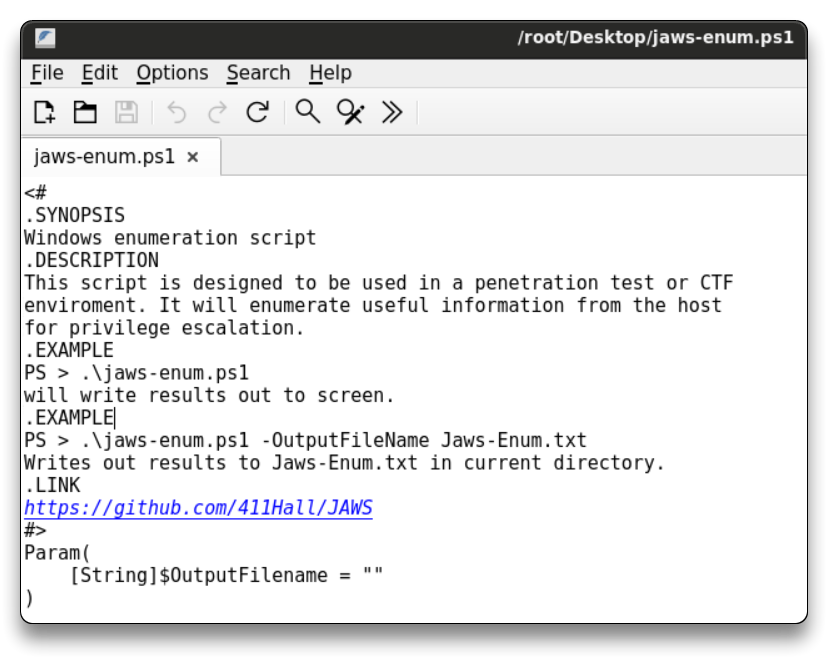 /root/Desktop/jaws-enum.ps1
File Edit Options Search Help
jaws-enum.ps1 ×
<#
.SYNOPSIS
Windows enumeration script
.DESCRIPTION
This script is designed to be used in a penetration test or CTF
enviroment. It will enumerate useful information from the host
for privilege escalation.
.EXAMPLE
PS > .\jaws-enum.ps1
will write results out to screen.
.EXAMPLE
PS > .\jaws-enum.ps1 -OutputFileName Jaws-Enum.txt
Writes out results to Jaws-Enum.txt in current directory.
.LINK
https://github.com/411Hall/JAWS
#>
Param(
    [String]$OutputFilename = ""
)